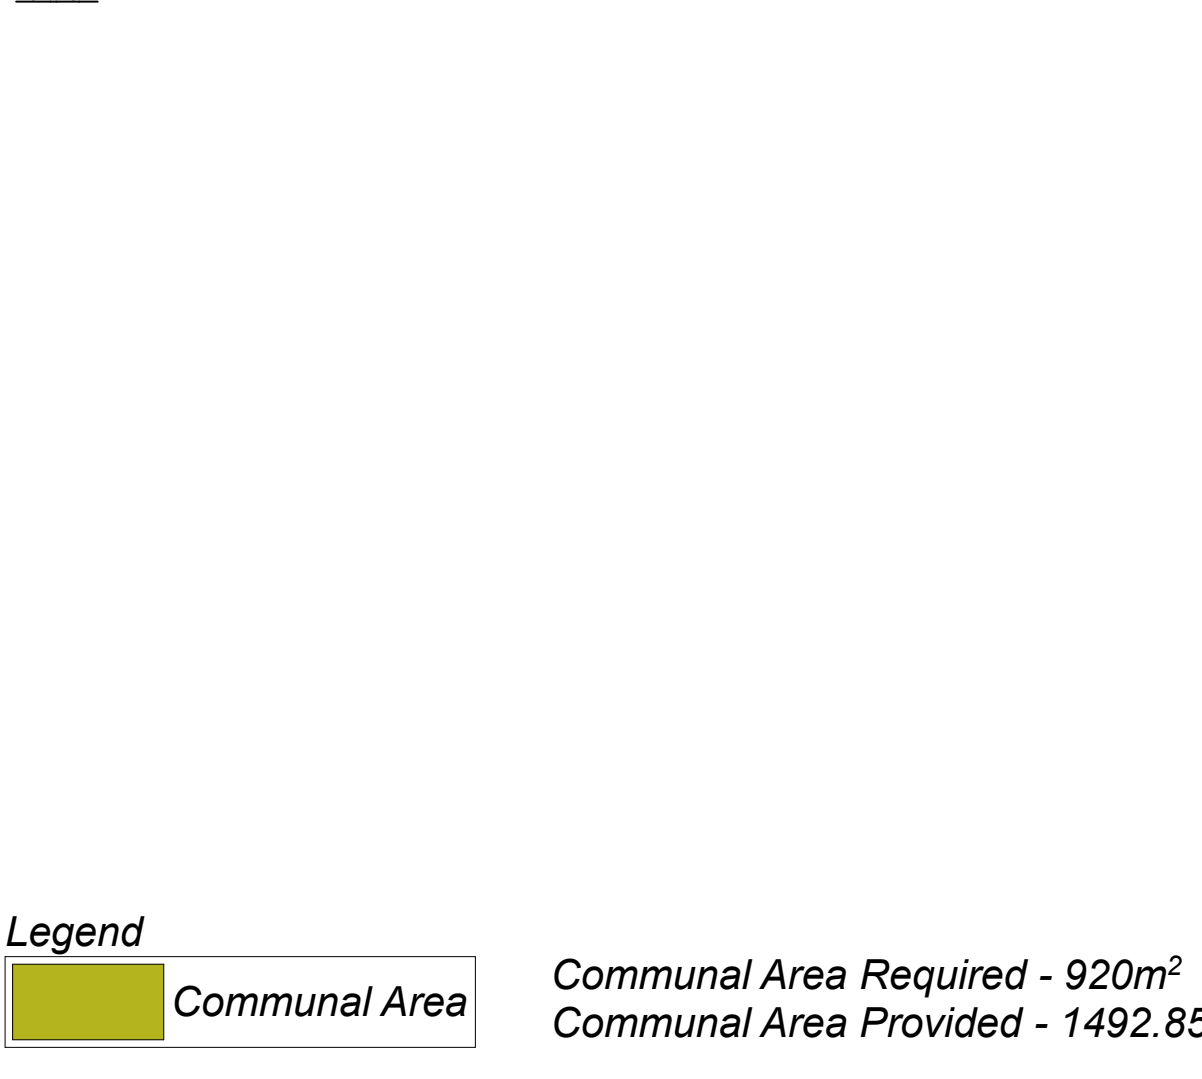 Legend
Communal Area
Communal Area Required - 920m²
Communal Area Provided - 1492.85